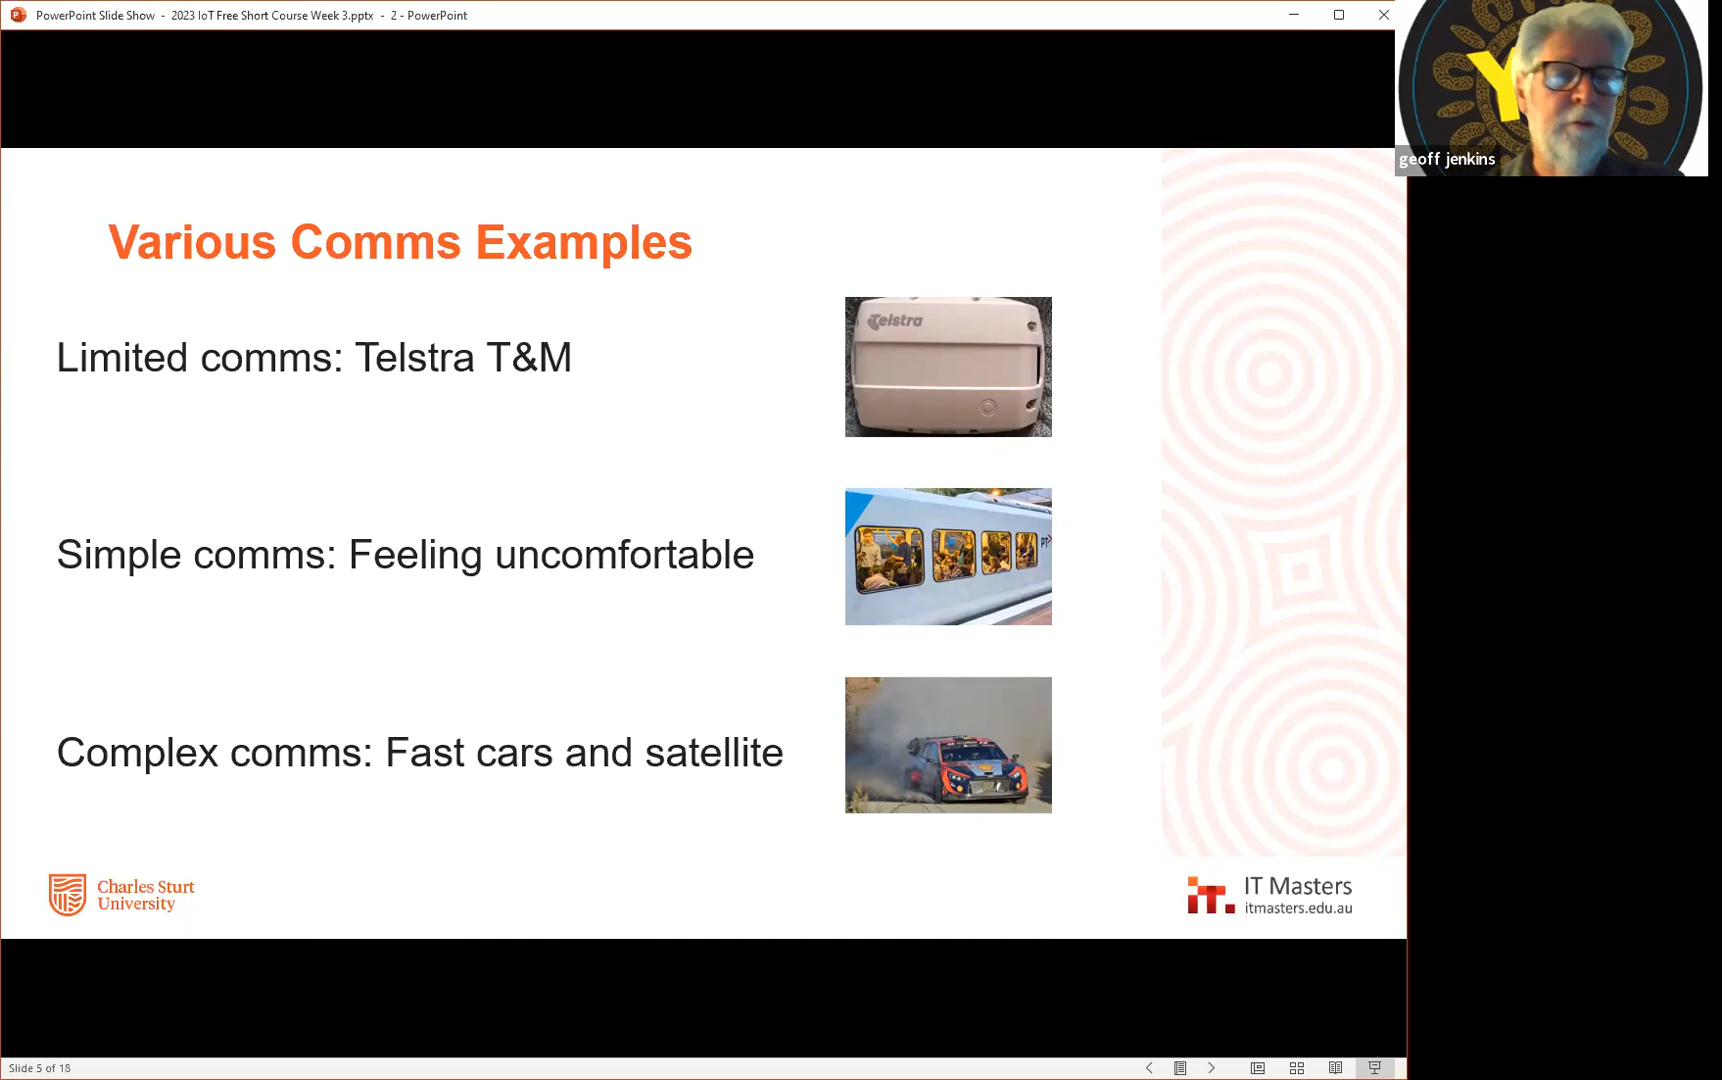 PowerPoint Slide Show - 2023 IoT Free Short Course Week 3.pptx - 2 - PowerPoint
geoff jenkins
Various Comms Examples
Limited comms: Telstra T&M
Telstra
Simple comms: Feeling uncomfortable
PT>
Complex comms: Fast cars and satellite
Charles Sturt
University
it.
IT Masters
itmasters.edu.au
Slide 5 of 18